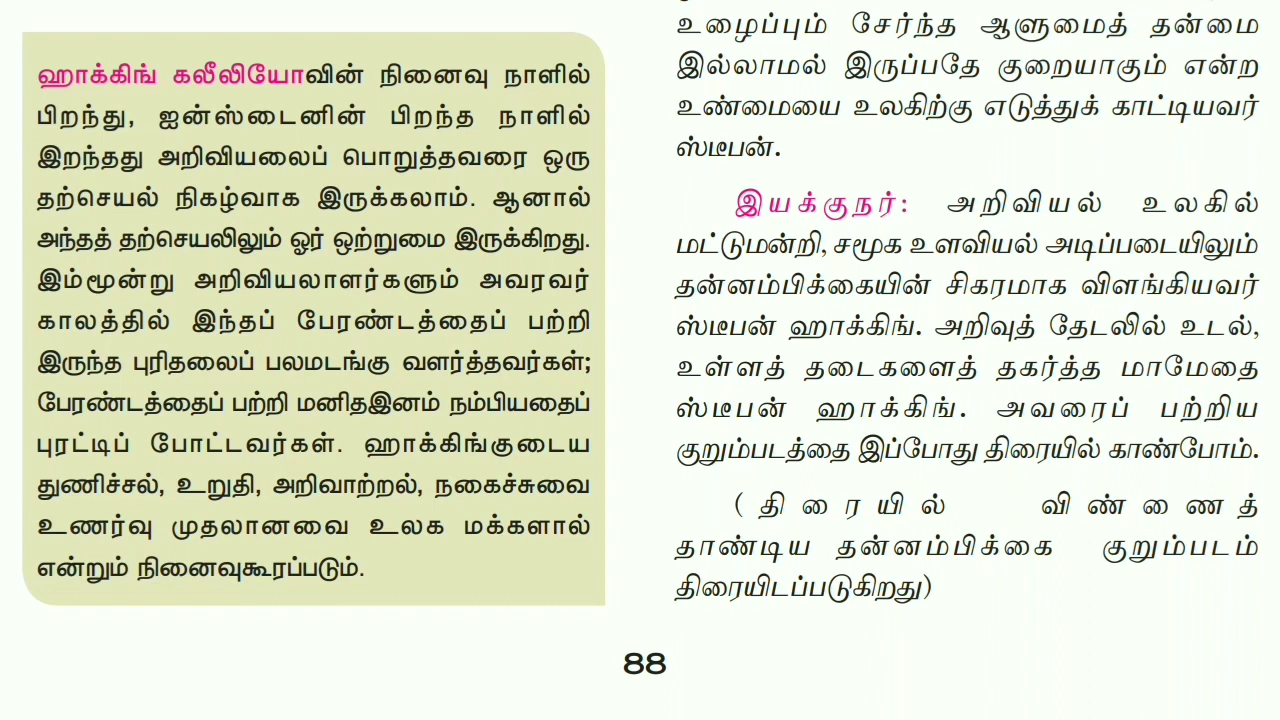 ஹாக்கிங் கலீலியோவின் நினைவு நாளில்
பிறந்து, ஐன்ஸ்டைனின் பிறந்த நாளில்
இறந்தது அறிவியலைப் பொறுத்தவரை ஒரு
தற்செயல் நிகழ்வாக இருக்கலாம். ஆனால்
அந்தத் தற்செயலிலும் ஓர் ஒற்றுமை இருக்கிறது.
இம்மூன்று அறிவியலாளர்களும் அவரவர்
காலத்தில் இந்தப் பேரண்டத்தைப் பற்றி
இருந்த புரிதலைப் பலமடங்கு வளர்த்தவர்கள்;
பேரண்டத்தைப் பற்றி மனிதஇனம் நம்பியதைப்
புரட்டிப் போட்டவர்கள். ஹாக்கிங்குடைய
துணிச்சல், உறுதி, அறிவாற்றல், நகைச்சுவை
உணர்வு முதலானவை உலக மக்களால்
என்றும் நினைவுகூரப்படும்.
உழைப்பும் சேர்ந்த ஆளுமைத் தன்மை
இல்லாமல் இருப்பதே குறையாகும் என்ற
உண்மையை உலகிற்கு எடுத்துக் காட்டியவர்
ஸ்டீபன்.
இயக்குநர்: அறிவியல் உலகில்
மட்டுமன்றி, சமூக உளவியல் அடிப்படையிலும்
தன்னம்பிக்கையின் சிகரமாக விளங்கியவர்
ஸ்டீபன் ஹாக்கிங். அறிவுத் தேடலில் உடல்,
உள்ளத் தடைகளைத் தகர்த்த மாமேதை
ஸ்டீபன் ஹாக்கிங். அவரைப் பற்றிய
குறும்படத்தை இப்போது திரையில் காண்போம்.
(திரையில் விண்ணைத்
தாண்டிய தன்னம்பிக்கை குறும்படம்
திரையிடப்படுகிறது)
88